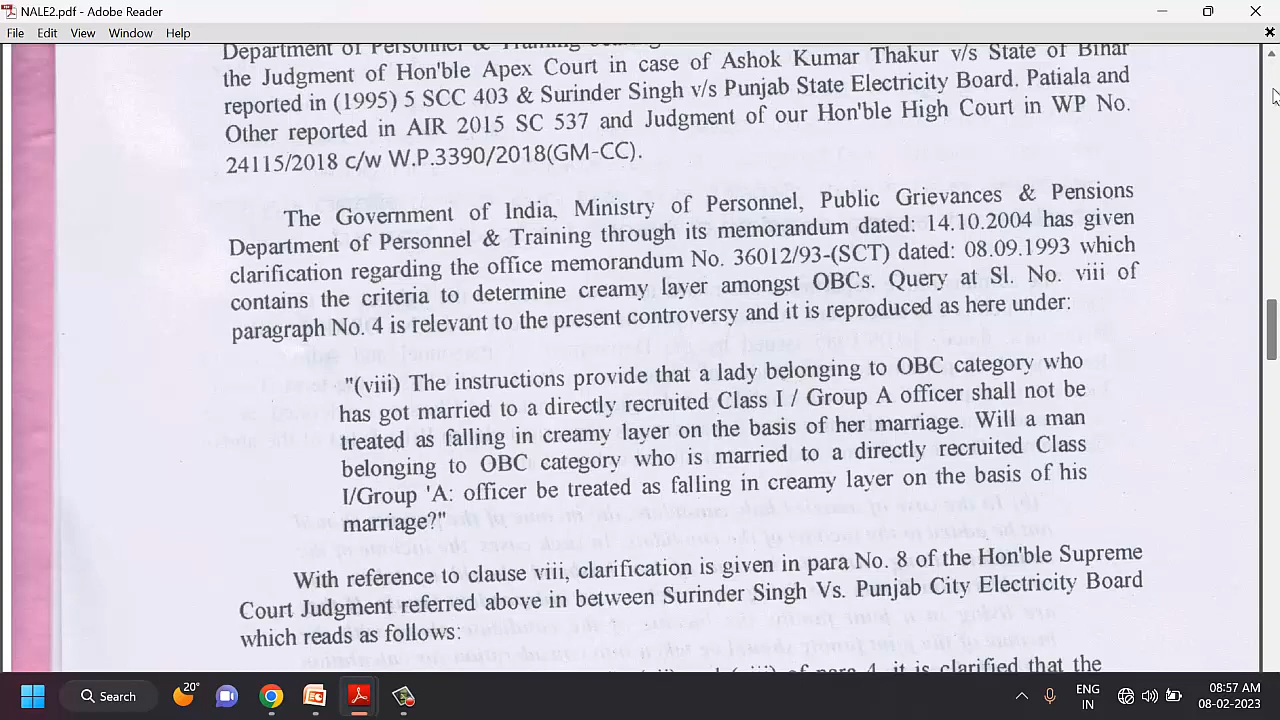 NALE2.pdf - Adobe Reader
File Edit View Window Help
Department of Personnel & Training
the Judgment of Hon'ble Apex Court in case of Ashok Kumar Thakur v/s State of Bihar
reported in (1995) 5 SCC 403 & Surinder Singh v/s Punjab State Electricity Board. Patiala and
Other reported in AIR 2015 SC 537 and Judgment of our Hon'ble High Court in WP No.
24115/2018 c/w W.P.3390/2018(GM-CC).
The Government of India, Ministry of Personnel, Public Grievances & Pensions
Department of Personnel & Training through its memorandum dated: 14.10.2004 has given
clarification regarding the office memorandum No. 36012/93-(SCT) dated: 08.09.1993 which
contains the criteria to determine creamy layer amongst OBCs. Query at Sl. No. viii of
paragraph No. 4 is relevant to the present controversy and it is reproduced as here under:
"(viii) The instructions provide that a lady belonging to OBC category who
has got married to a directly recruited Class I / Group A officer shall not be
treated as falling in creamy layer on the basis of her marriage. Will a man
belonging to OBC category who is married to a directly recruited Class
I/Group 'A: officer be treated as falling in creamy layer on the basis of his
marriage?"
With reference to clause viii, clarification is given in para No. 8 of the Hon'ble Supreme
Court Judgment referred above in between Surinder Singh Vs. Punjab City Electricity Board
which reads as follows:
of para 4, it is clarified that the
Search
20°
ENG
IN
08:57 AM
08-02-2023